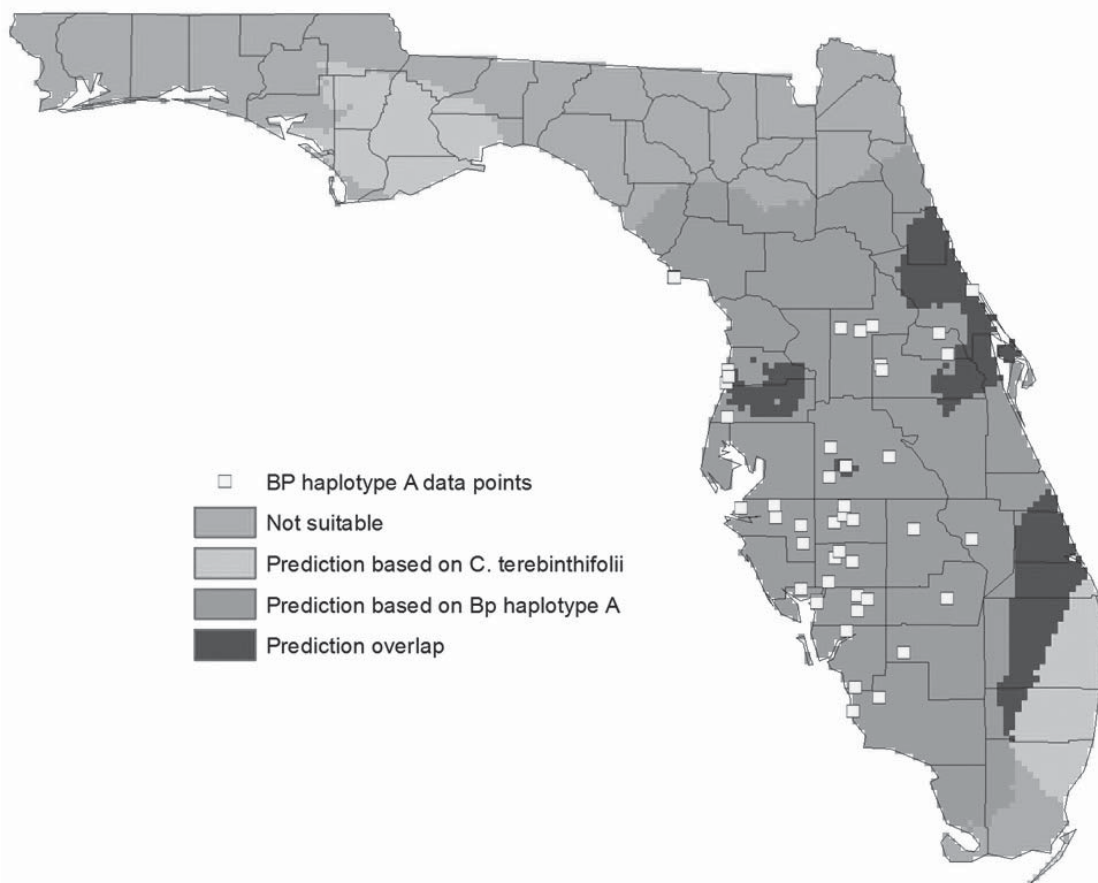 BP haplotype A data points
Not suitable
Prediction based on C. terebinthifolii
Prediction based on Bp haplotype A
Prediction overlap